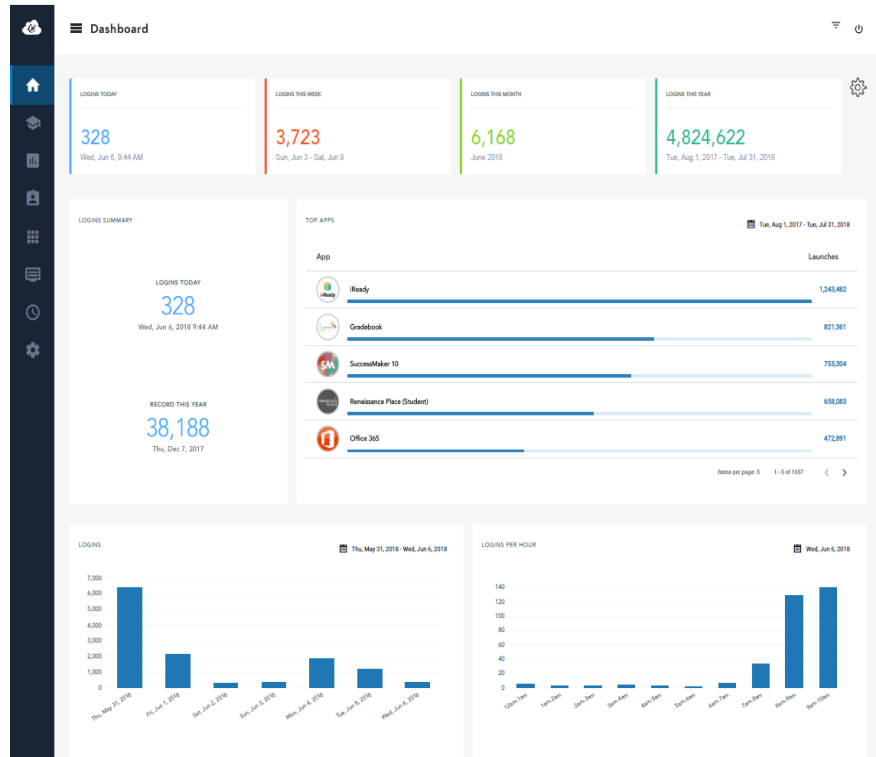 Dashboard
LOGINS TODAY
328
Wed, Jun 6, 9:44 AM
LOGINS THIS WEEK
3,723
Sun, Jun 3 - Sat, Jun 9
LOGINS THIS MONTH
6,168
June 2018
LOGINS THIS YEAR
4,824,622
Tue, Aug 1, 2017 - Tue, Jul 31, 2018
LOGINS SUMMARY
LOGINS TODAY
328
Wed, Jun 6, 2018 9:44 AM
RECORD THIS YEAR
38,188
Thu, Dec 7, 2017
TOP APPS
Tue, Aug 1, 2017 - Tue, Jul 31, 2018
App Launches
i-Ready
iReady 1,243,482
Gradebook 821,361
SM
SuccessMaker 10 755,304
Renaissance Place (Student) 658,083
Office 365 472,891
Items per page: 5 1 - 5 of 1657
LOGINS
Thu, May 31, 2018 - Wed, Jun 6, 2018
7,000
6,000
5,000
4,000
3,000
2,000
1,000
0
Thu, May 31, 2018
Fri, Jun 1, 2018
Sat, Jun 2, 2018
Sun, Jun 3, 2018
Mon, Jun 4, 2018
Tue, Jun 5, 2018
Wed, Jun 6, 2018
LOGINS PER HOUR
Wed, Jun 6, 2018
140
120
100
80
60
40
20
0
12am-1am
1am-2am
2am-3am
3am-4am
4am-5am
5am-6am
6am-7am
7am-8am
8am-9am
9am-10am